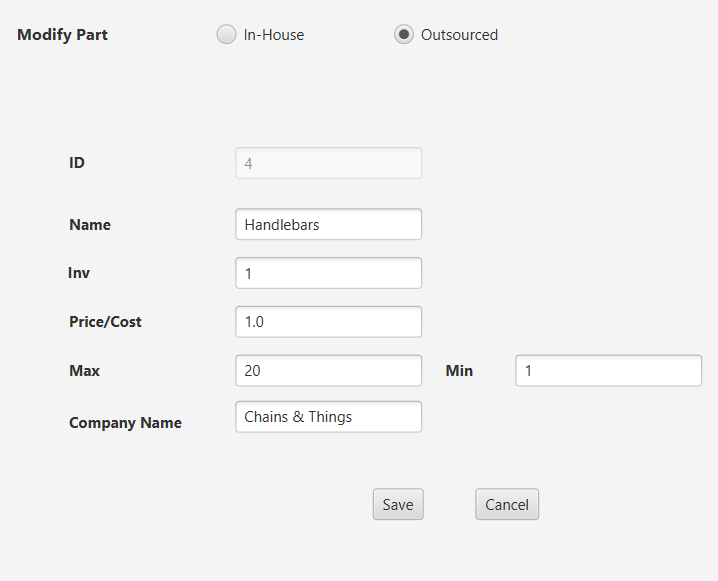 Modify Part In-House Outsourced
ID 4
Name Handlebars
Inv 1
Price/Cost 1.0
Max 20 Min 1
Company Name Chains & Things
Save Cancel